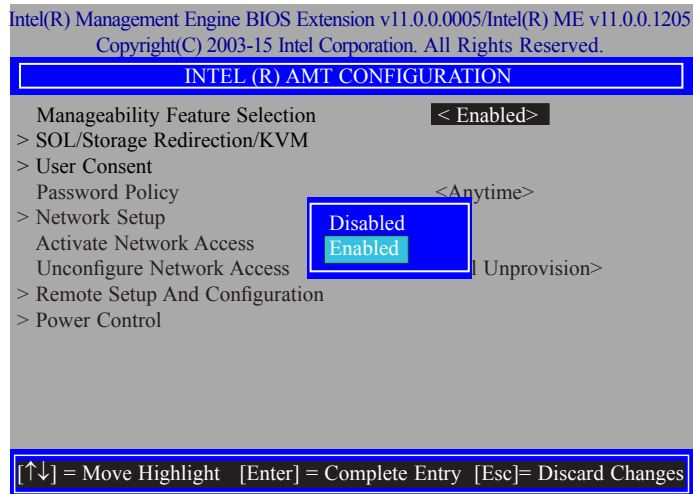 Intel(R) Management Engine BIOS Extension v11.0.0.0005/Intel(R) ME v11.0.0.1205
Copyright(C) 2003-15 Intel Corporation. All Rights Reserved.
INTEL (R) AMT CONFIGURATION
Manageability Feature Selection < Enabled>
> SOL/Storage Redirection/KVM
> User Consent
Password Policy <Anytime>
> Network Setup
Disabled
Activate Network Access
Enabled
Unconfigure Network Access l Unprovision>
> Remote Setup And Configuration
> Power Control
[↑↓] = Move Highlight [Enter] = Complete Entry [Esc]= Discard Changes